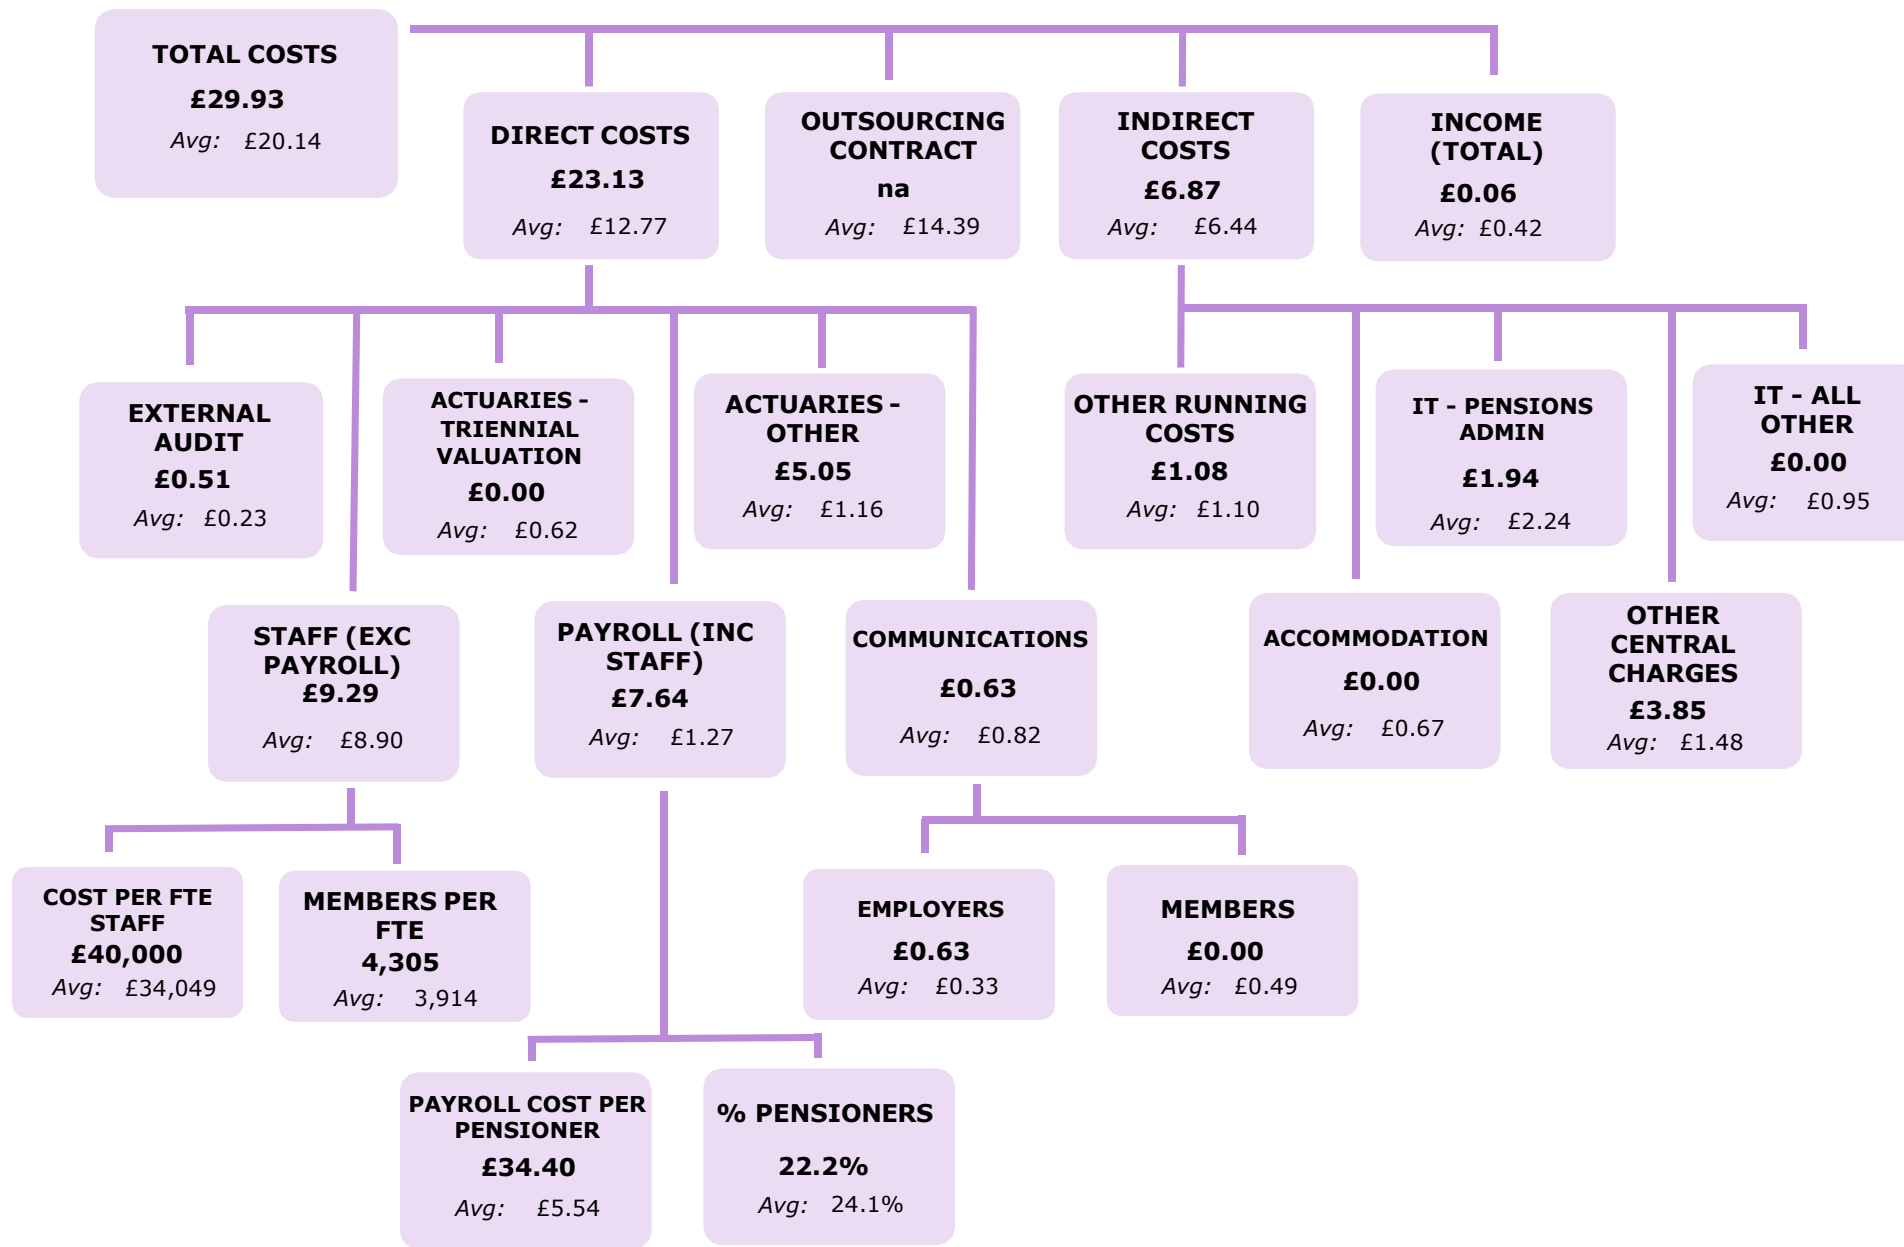 TOTAL COSTS
£29.93
Avg: £20.14
DIRECT COSTS
£23.13
Avg: £12.77
OUTSOURCING
CONTRACT
na
Avg: £14.39
INDIRECT
COSTS
£6.87
Avg: £6.44
INCOME
(TOTAL)
£0.06
Avg: £0.42
EXTERNAL
AUDIT
£0.51
Avg: £0.23
ACTUARIES -
TRIENNIAL
VALUATION
£0.00
Avg: £0.62
ACTUARIES -
OTHER
£5.05
Avg: £1.16
OTHER RUNNING
COSTS
£1.08
Avg: £1.10
IT - PENSIONS
ADMIN
£1.94
Avg: £2.24
IT - ALL
OTHER
£0.00
Avg: £0.95
STAFF (EXC
PAYROLL)
£9.29
Avg: £8.90
PAYROLL (INC
STAFF)
£7.64
Avg: £1.27
COMMUNICATIONS
£0.63
Avg: £0.82
ACCOMMODATION
£0.00
Avg: £0.67
OTHER
CENTRAL
CHARGES
£3.85
Avg: £1.48
COST PER FTE
STAFF
£40,000
Avg: £34,049
MEMBERS PER
FTE
4,305
Avg: 3,914
EMPLOYERS
£0.63
Avg: £0.33
MEMBERS
£0.00
Avg: £0.49
PAYROLL COST PER
PENSIONER
£34.40
Avg: £5.54
% PENSIONERS
22.2%
Avg: 24.1%